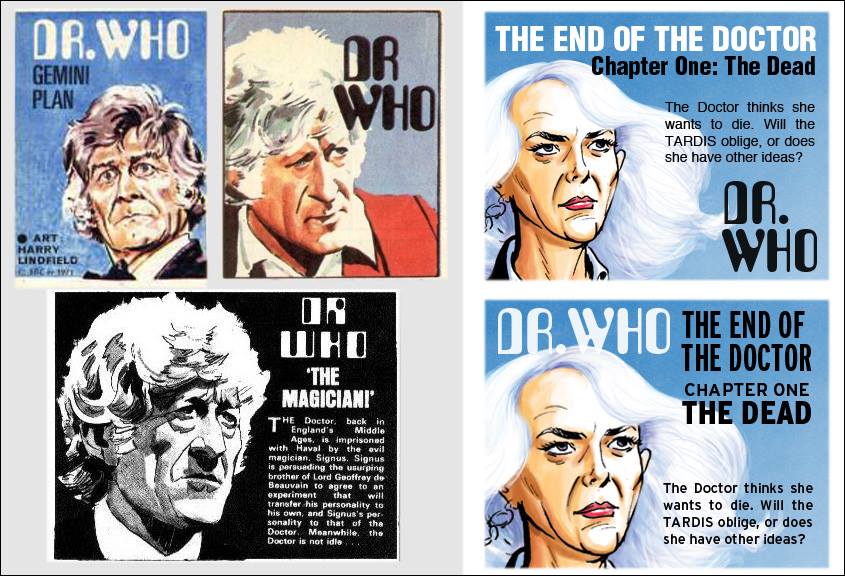 DR. WHO
GEMINI
PLAN
● ART:
HARRY
LINDFIELD
DR
WHO
DR
WHO
'THE
MAGICIAN!'
THE Doctor, back in
England's Middle
Ages, is imprisoned
with Haval by the evil
magician, Signus. Signus
is persuading the usurping
brother of Lord Geoffrey de
Beauvain to agree to an
experiment that will
transfer his personality to
his own, and Signus's per-
sonality to that of the
Doctor. Meanwhile, the
Doctor is not idle . . .
THE END OF THE DOCTOR
Chapter One: The Dead
The Doctor thinks she
wants to die. Will the
TARDIS oblige, or does
she have other ideas?
DR.
WHO
DR. WHO
THE END OF
THE DOCTOR
CHAPTER ONE
THE DEAD
The Doctor thinks she
wants to die. Will the
TARDIS oblige, or does
she have other ideas?